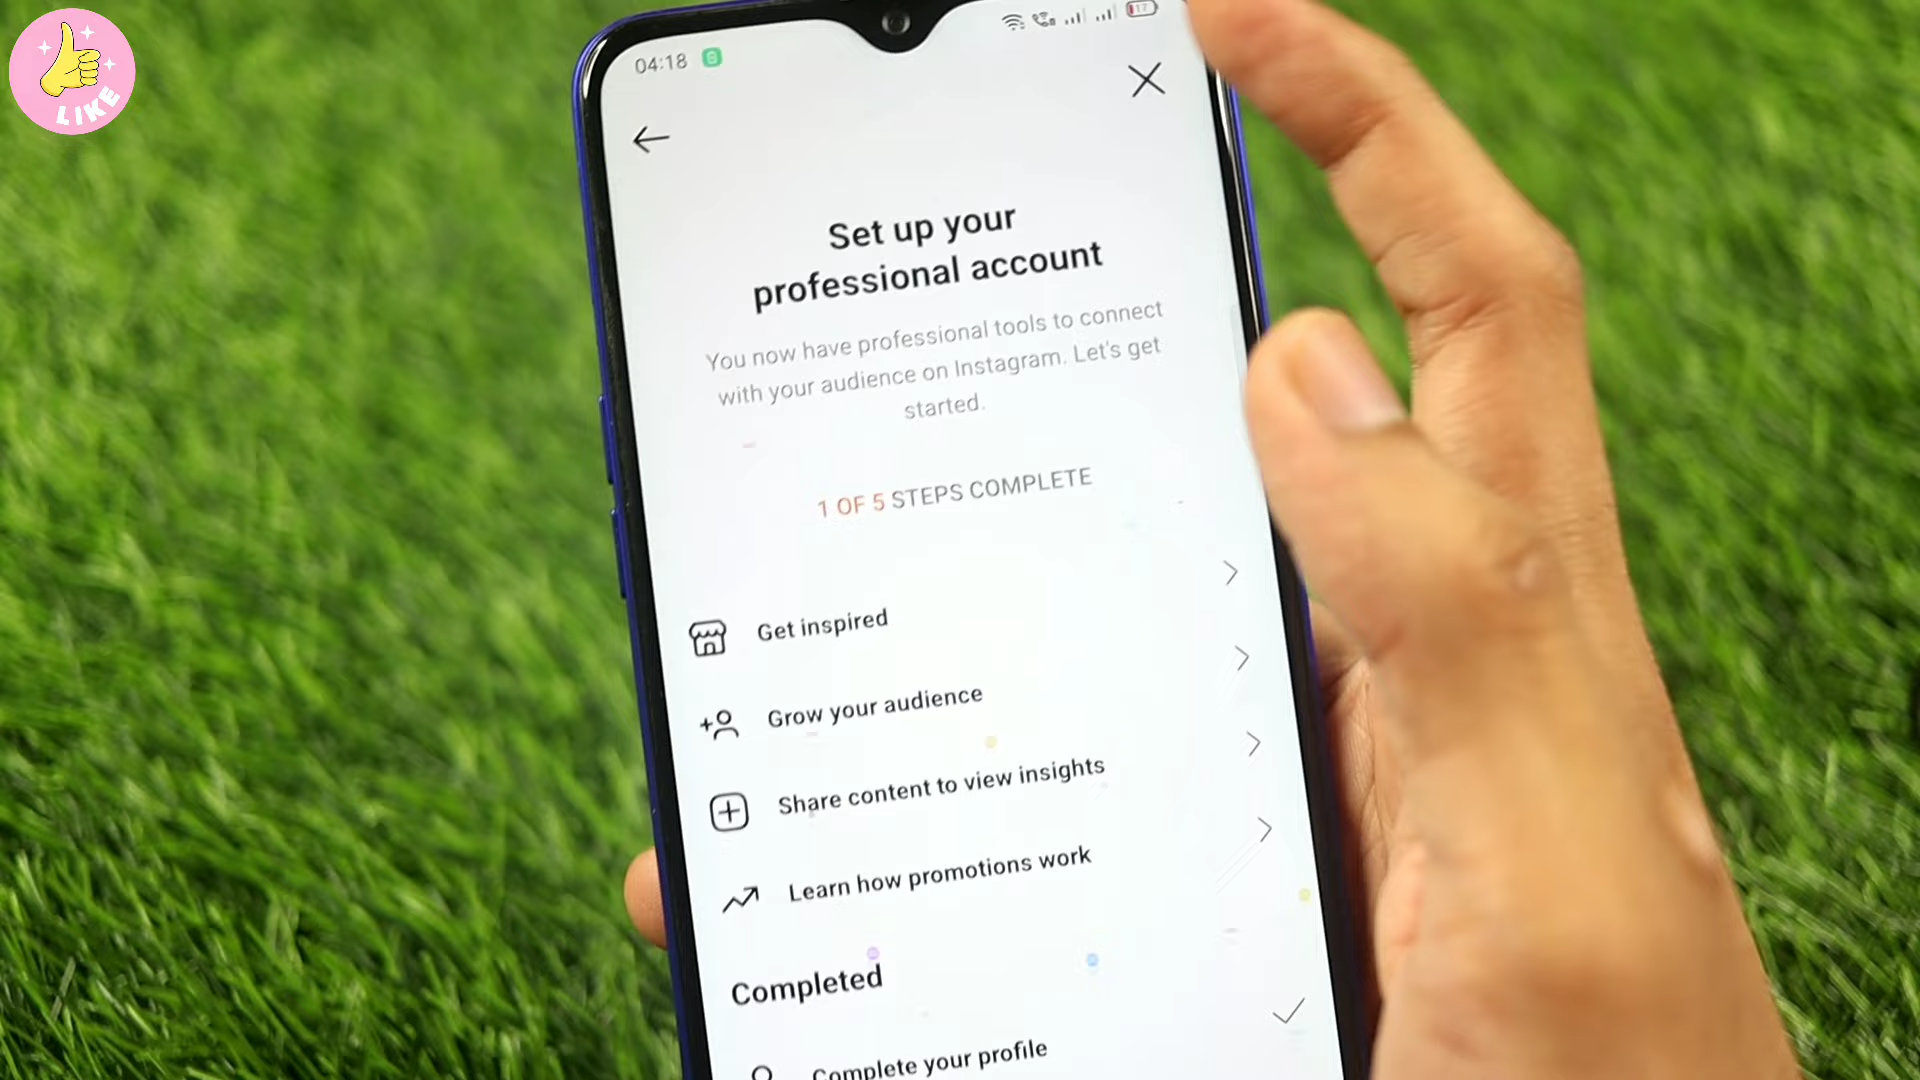 LIKE
04:18
17
Set up your
professional account
You now have professional tools to connect
with your audience on Instagram. Let's get
started.
1 OF 5 STEPS COMPLETE
Get inspired
Grow your audience
Share content to view insights
Learn how promotions work
Completed
Complete your profile